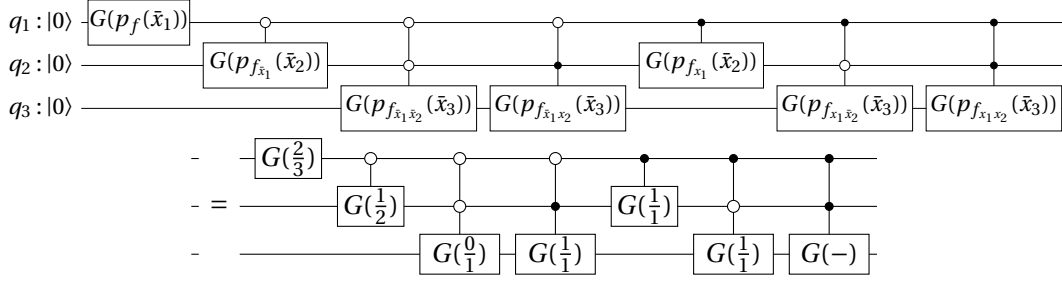 q₁ : |0⟩ G(p_f(x̄₁))
q₂ : |0⟩ G(p_{f_{x̄₁}}(x̄₂)) G(p_{f_{x₁}}(x̄₂))
q₃ : |0⟩ G(p_{f_{x̄₁x̄₂}}(x̄₃)) G(p_{f_{x̄₁x₂}}(x̄₃)) G(p_{f_{x₁x̄₂}}(x̄₃)) G(p_{f_{x₁x₂}}(x̄₃))
- G(2/3)
- = G(1/2) G(1/1)
- G(0/1) G(1/1) G(1/1) G(−)